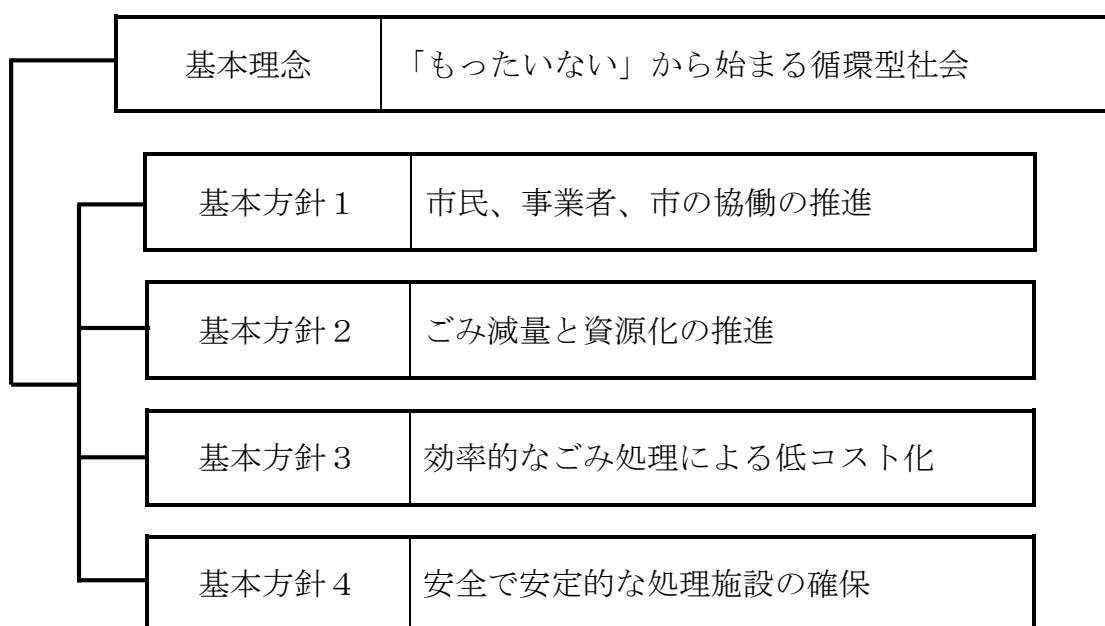 基本理念 「もったいない」から始まる循環型社会
基本方針１ 市民、事業者、市の協働の推進
基本方針２ ごみ減量と資源化の推進
基本方針３ 効率的なごみ処理による低コスト化
基本方針４ 安全で安定的な処理施設の確保